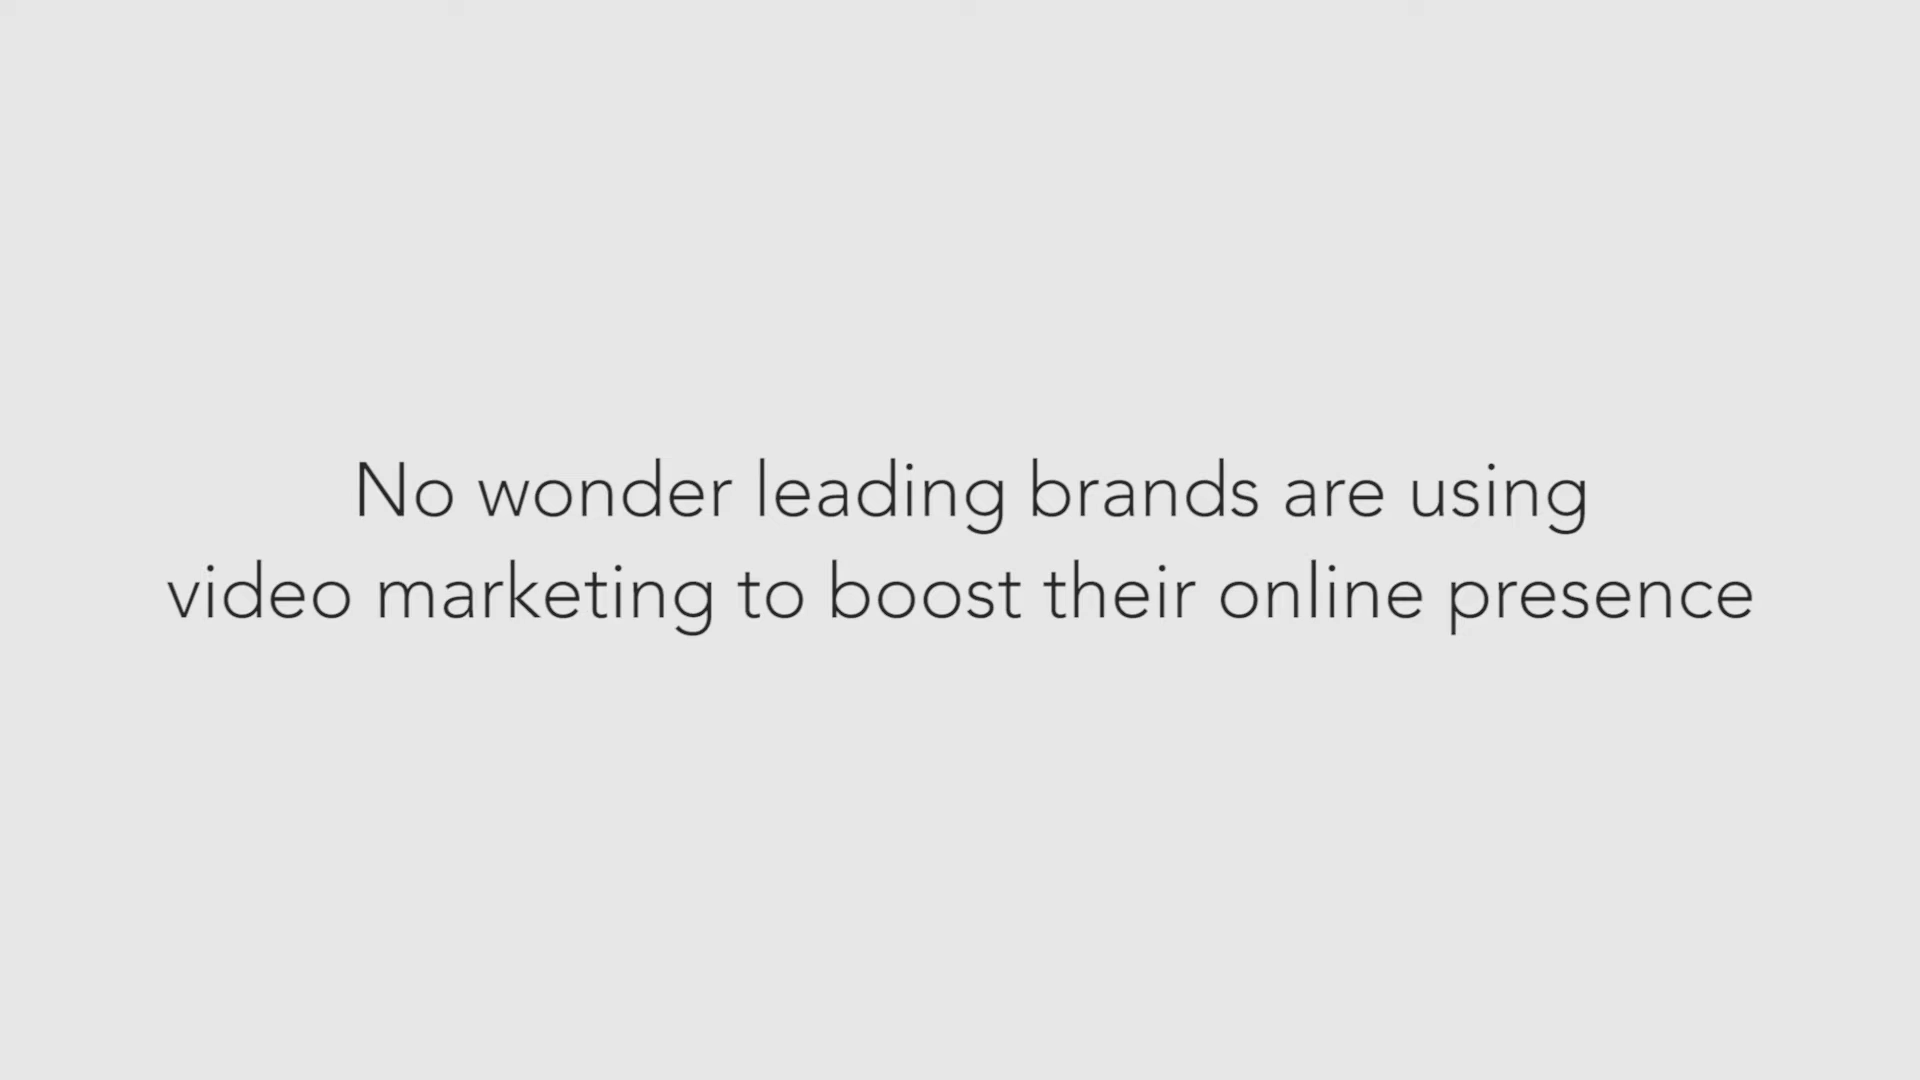 No wonder leading brands are using
video marketing to boost their online presence